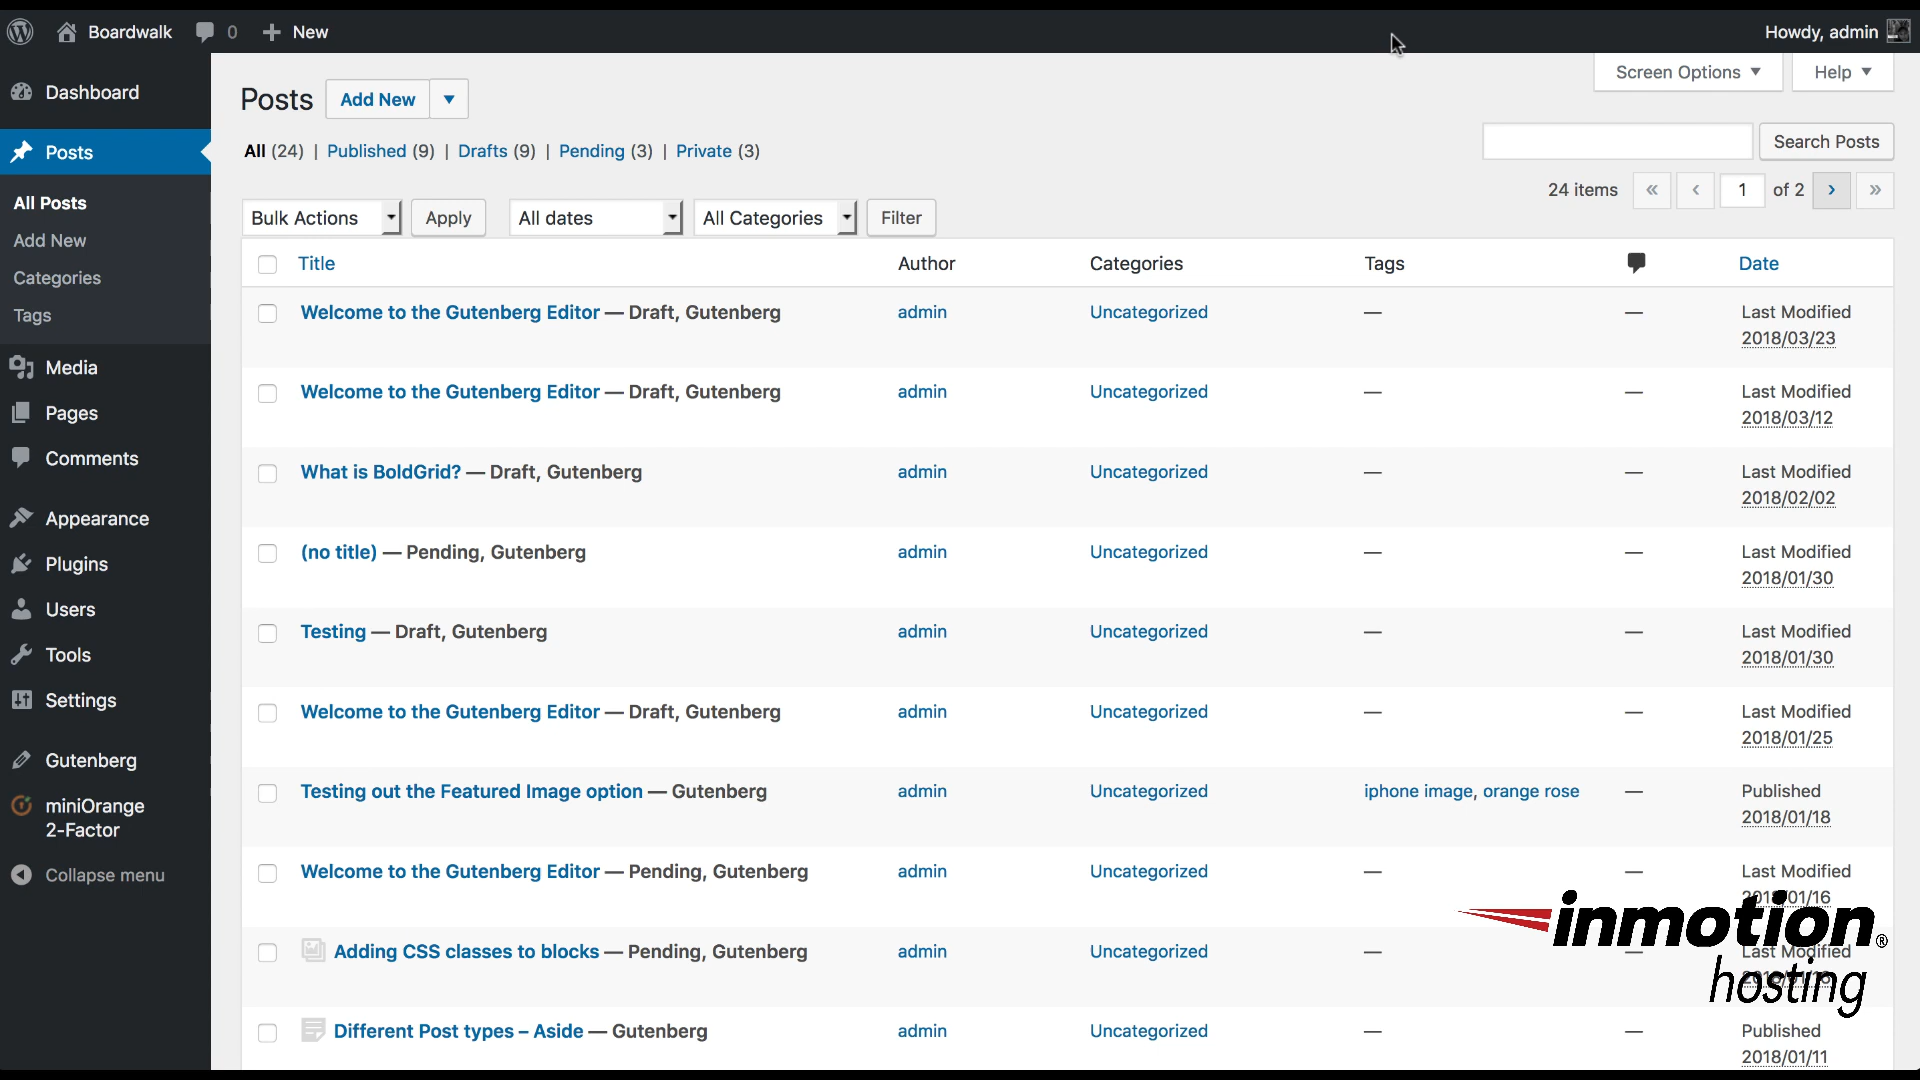 Boardwalk 0 + New Howdy, admin
Screen Options ▼ Help ▼
Dashboard
Posts
All Posts
Add New
Categories
Tags
Media
Pages
Comments
Appearance
Plugins
Users
Tools
Settings
Gutenberg
miniOrange
2-Factor
Collapse menu
Posts Add New ▼
All (24) | Published (9) | Drafts (9) | Pending (3) | Private (3)
Search Posts
24 items « ‹ 1 of 2 › »
Bulk Actions Apply All dates All Categories Filter
Title Author Categories Tags Date
Welcome to the Gutenberg Editor — Draft, Gutenberg admin Uncategorized — — Last Modified
2018/03/23
Welcome to the Gutenberg Editor — Draft, Gutenberg admin Uncategorized — — Last Modified
2018/03/12
What is BoldGrid? — Draft, Gutenberg admin Uncategorized — — Last Modified
2018/02/02
(no title) — Pending, Gutenberg admin Uncategorized — — Last Modified
2018/01/30
Testing — Draft, Gutenberg admin Uncategorized — — Last Modified
2018/01/30
Welcome to the Gutenberg Editor — Draft, Gutenberg admin Uncategorized — — Last Modified
2018/01/25
Testing out the Featured Image option — Gutenberg admin Uncategorized iphone image, orange rose — Published
2018/01/18
Welcome to the Gutenberg Editor — Pending, Gutenberg admin Uncategorized — — Last Modified
2018/01/16
Adding CSS classes to blocks — Pending, Gutenberg admin Uncategorized — — Last Modified
Different Post types – Aside — Gutenberg admin Uncategorized — — Published
2018/01/11
inmotion®
hosting